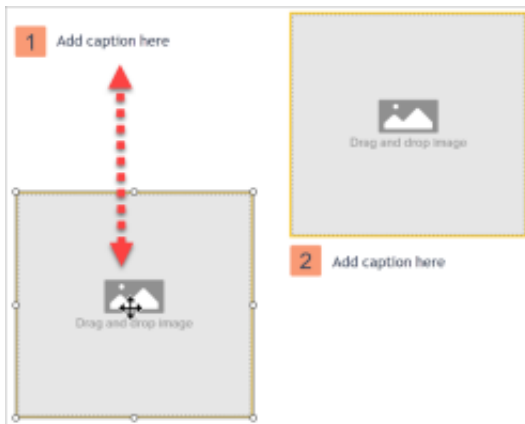 1 Add caption here
Drag and drop image
Drag and drop image
2 Add caption here